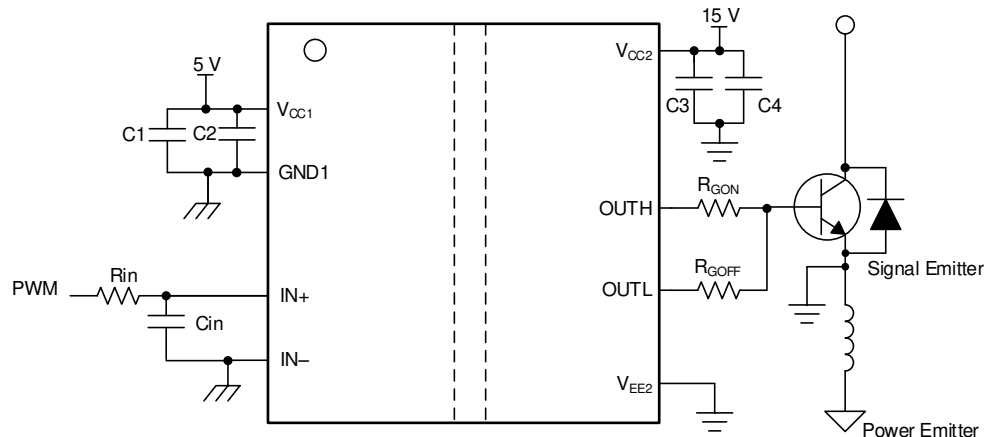 15 V
5 V
V_CC2
C3
C4
V_CC1
C1
C2
GND1
R_GON
OUTH
R_GOFF
OUTL
Signal Emitter
PWM
Rin
IN+
Cin
IN–
V_EE2
Power Emitter